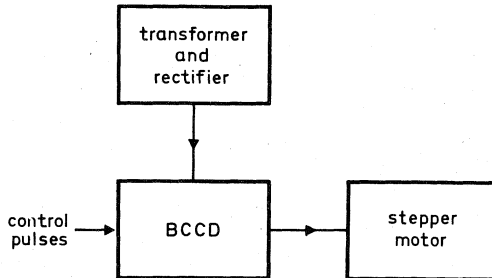 transformer
and
rectifier
control
pulses
BCCD
stepper
motor